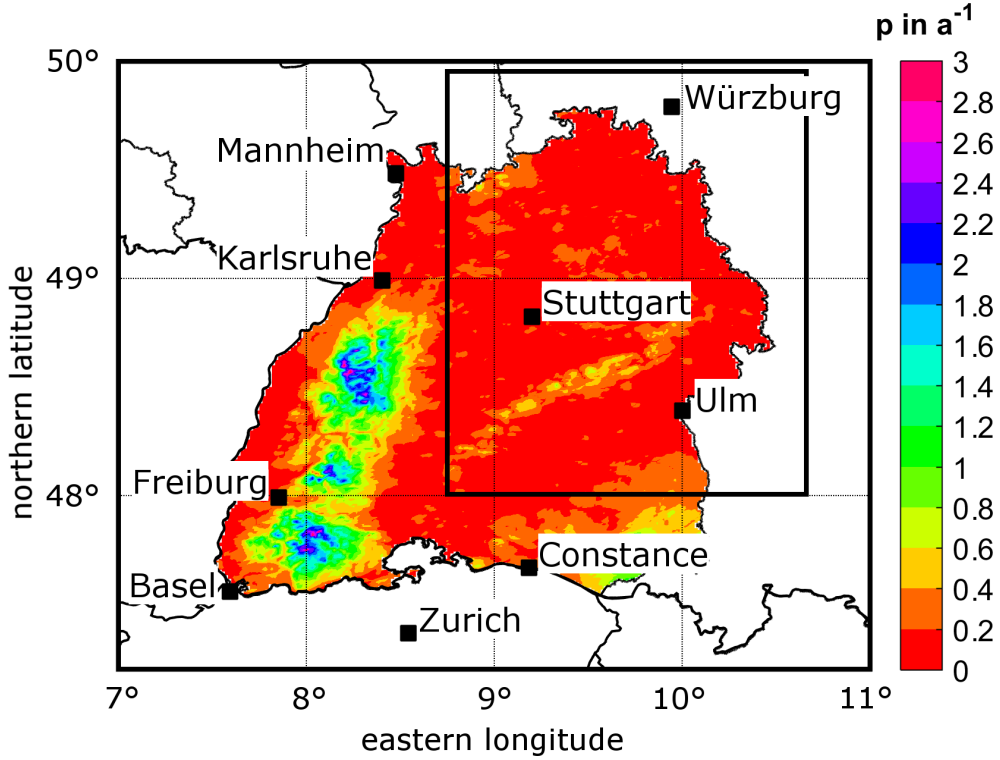 p in a⁻¹
50°
49°
48°
northern latitude
Würzburg
Mannheim
Karlsruhe
Stuttgart
Ulm
Freiburg
Constance
Basel
Zurich
7°
8°
9°
10°
11°
eastern longitude
3
2.8
2.6
2.4
2.2
2
1.8
1.6
1.4
1.2
1
0.8
0.6
0.4
0.2
0